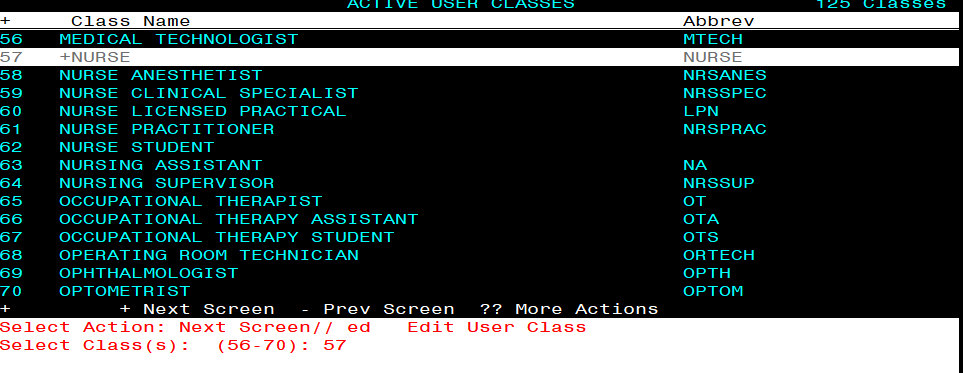 ACTIVE USER CLASSES 125 Classes
+ Class Name Abbrev
56 MEDICAL TECHNOLOGIST MTECH
57 +NURSE NURSE
58 NURSE ANESTHETIST NRSANES
59 NURSE CLINICAL SPECIALIST NRSSPEC
60 NURSE LICENSED PRACTICAL LPN
61 NURSE PRACTITIONER NRSPRAC
62 NURSE STUDENT
63 NURSING ASSISTANT NA
64 NURSING SUPERVISOR NRSSUP
65 OCCUPATIONAL THERAPIST OT
66 OCCUPATIONAL THERAPY ASSISTANT OTA
67 OCCUPATIONAL THERAPY STUDENT OTS
68 OPERATING ROOM TECHNICIAN ORTECH
69 OPHTHALMOLOGIST OPTH
70 OPTOMETRIST OPTOM
+ + Next Screen - Prev Screen ?? More Actions
Select Action: Next Screen// ed Edit User Class
Select Class(s): (56-70): 57